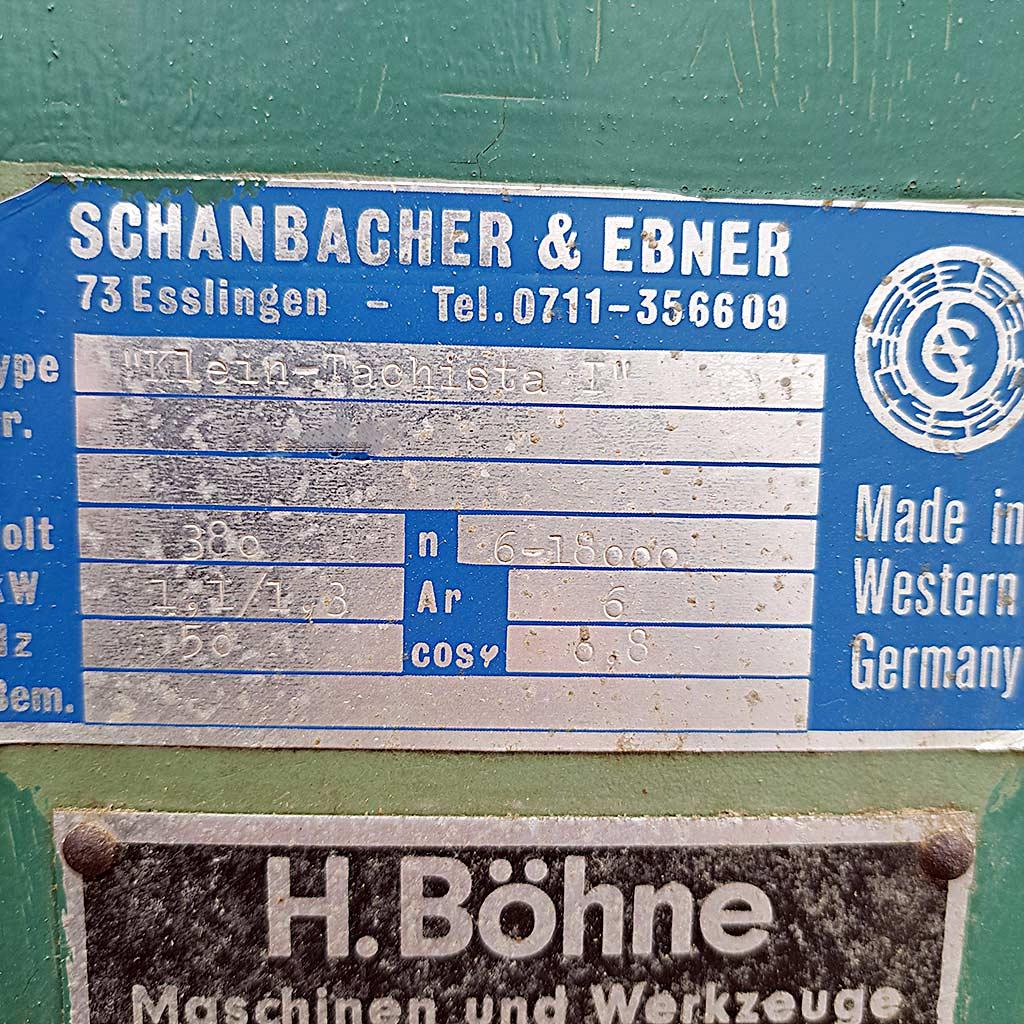 SCHANBACHER & EBNER
73 Esslingen - Tel. 0711-356609
ype "Klein-Tachista I"
r.
olt 380 n 6-18000
kW 1,1/1,3 Ar 6
Hz 50 cosφ 0,8
Bem.
Made in
Western
Germany
H. Böhne
Maschinen und Werkzeuge